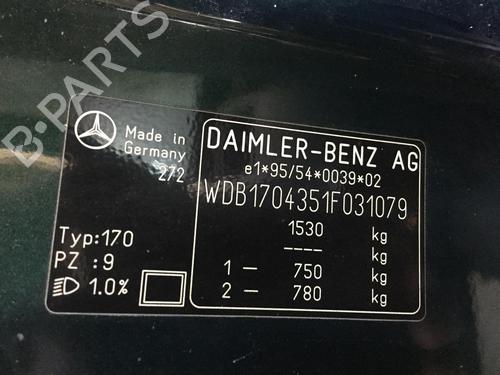 B-PARTS
Made in
Germany
272
Typ:170
PZ :9
1.0%
DAIMLER-BENZ AG
e1*95/54*0039*02
WDB1704351F031079
1530 kg
---- kg
1 — 750 kg
2 — 780 kg